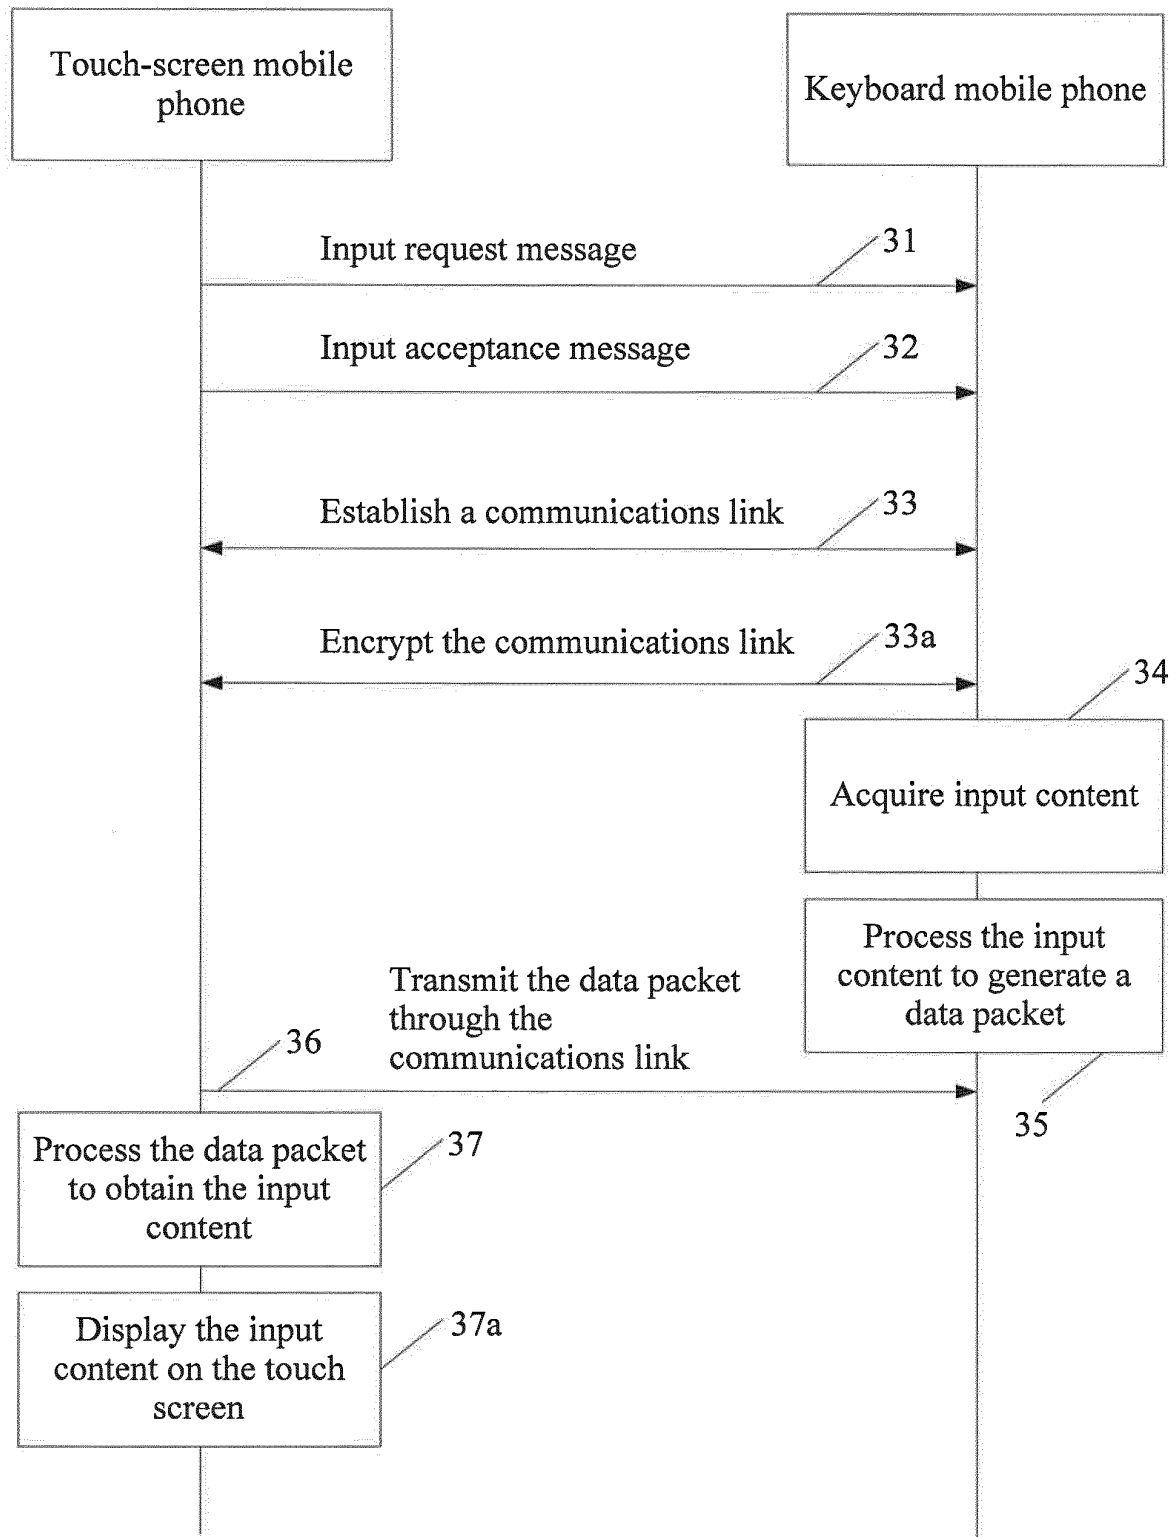 Touch-screen mobile
phone
Keyboard mobile phone
Input request message
31
Input acceptance message
32
Establish a communications link
33
Encrypt the communications link
33a
34
Acquire input content
Process the input
content to generate a
data packet
35
Transmit the data packet
through the
communications link
36
Process the data packet
to obtain the input
content
37
Display the input
content on the touch
screen
37a